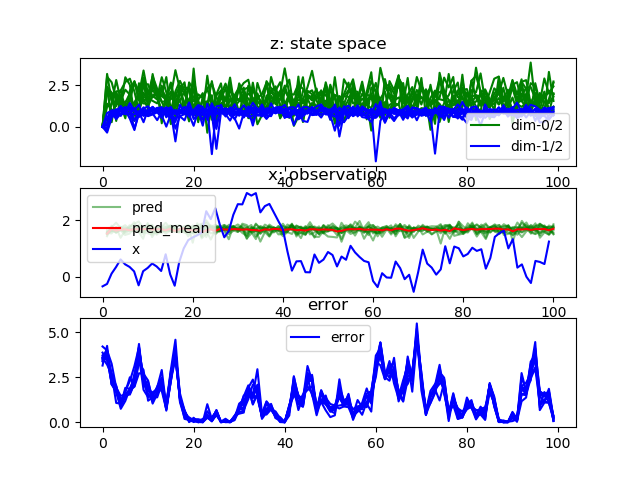 z: state space
2.5
0.0
dim-0/2
dim-1/2
0 20 40 60 80 100
x: observation
2
0
pred
pred_mean
x
0 20 40 60 80 100
error
5.0
2.5
0.0
error
0 20 40 60 80 100